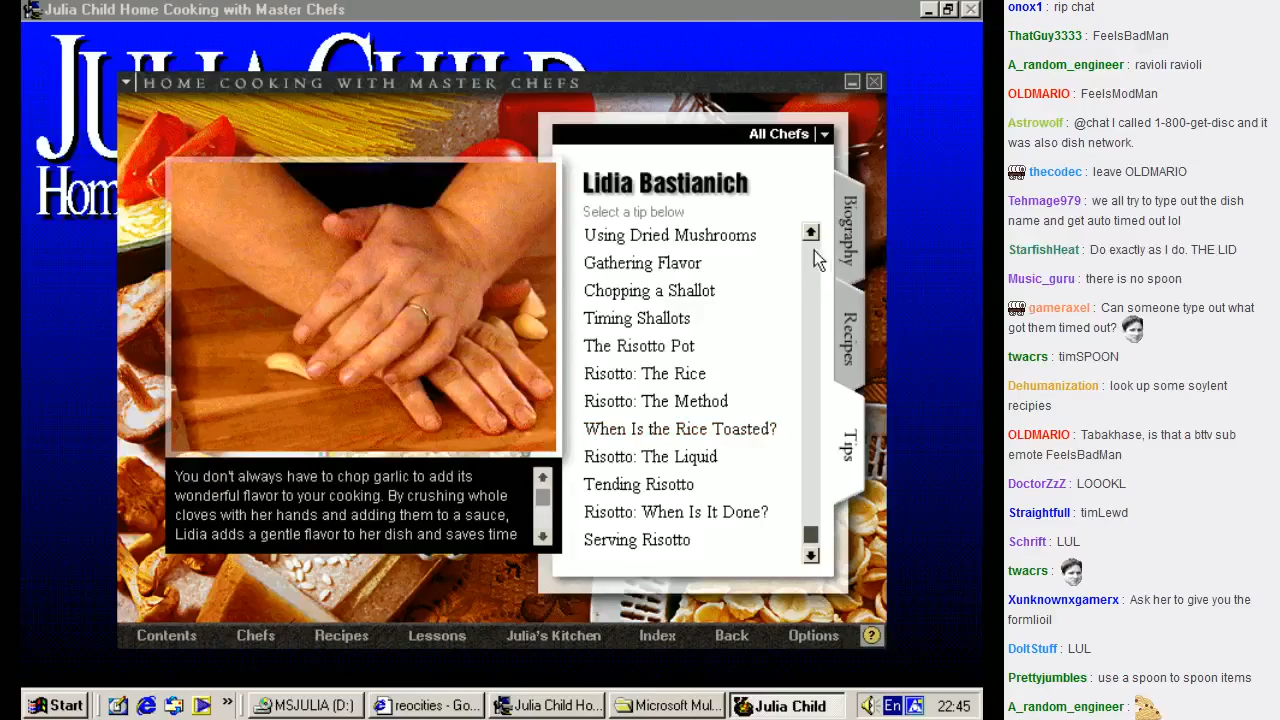 Julia Child Home Cooking with Master Chefs
HOME COOKING WITH MASTER CHEFS
All Chefs
Lidia Bastianich
Select a tip below
Using Dried Mushrooms
Gathering Flavor
Chopping a Shallot
Timing Shallots
The Risotto Pot
Risotto: The Rice
Risotto: The Method
When Is the Rice Toasted?
Risotto: The Liquid
Tending Risotto
Risotto: When Is It Done?
Serving Risotto
Biography
Recipes
Tips
You don't always have to chop garlic to add its
wonderful flavor to your cooking. By crushing whole
cloves with her hands and adding them to a sauce,
Lidia adds a gentle flavor to her dish and saves time
Contents Chefs Recipes Lessons Julia's Kitchen Index Back Options ?
Start » MSJULIA (D:) reocities - Go... Julia Child Ho... Microsoft Mul... Julia Child En 22:45
onox1 : rip chat
ThatGuy3333 : FeelsBadMan
A_random_engineer : ravioli ravioli
OLDMARIO : FeelsModMan
Astrowolf : @chat I called 1-800-get-disc and it
was also dish network.
thecodec : leave OLDMARIO
Tehmage979 : we all try to type out the dish
name and get auto timed out lol
StarfishHeat : Do exactly as I do. THE LID
Music_guru : there is no spoon
gameraxel : Can someone type out what
got them timed out?
twacrs : timSPOON
Dehumanization : look up some soylent
recipies
OLDMARIO : Tabakhase, is that a bttv sub
emote FeelsBadMan
DoctorZzZ : LOOOKL
Straightfull : timLewd
Schrift : LUL
twacrs :
Xunknownxgamerx : Ask her to give you the
formlioil
DoItStuff : LUL
Prettyjumbles : use a spoon to spoon items
A_random_engineer :